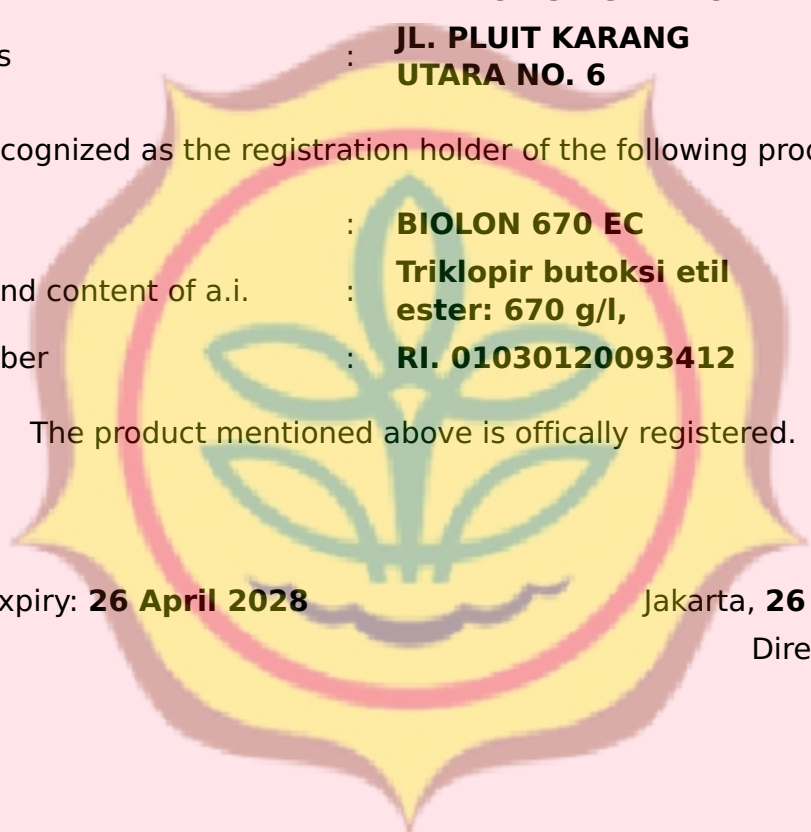 s : JL. PLUIT KARANG
UTARA NO. 6
cognized as the registration holder of the following proc
: BIOLON 670 EC
nd content of a.i. : Triklopir butoksi etil
ester: 670 g/l,
ber : RI. 01030120093412
The product mentioned above is offically registered.
xpiry: 26 April 2028 Jakarta, 26
Dire